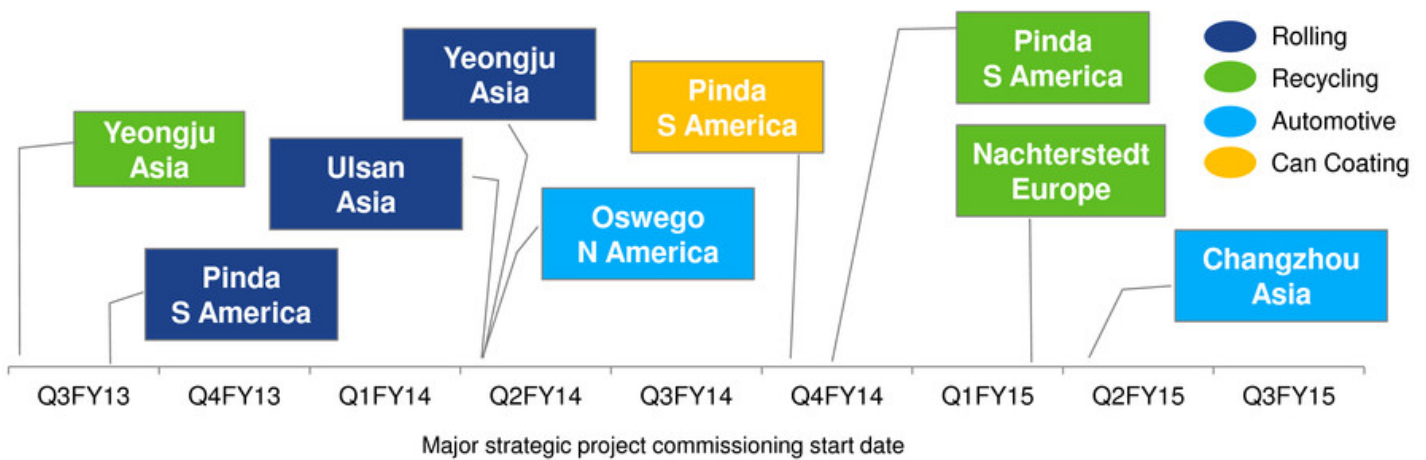 Yeongju
Asia
Pinda
S America
Ulsan
Asia
Yeongju
Asia
Oswego
N America
Pinda
S America
Pinda
S America
Nachterstedt
Europe
Changzhou
Asia
Rolling
Recycling
Automotive
Can Coating
Q3FY13
Q4FY13
Q1FY14
Q2FY14
Q3FY14
Q4FY14
Q1FY15
Q2FY15
Q3FY15
Major strategic project commissioning start date